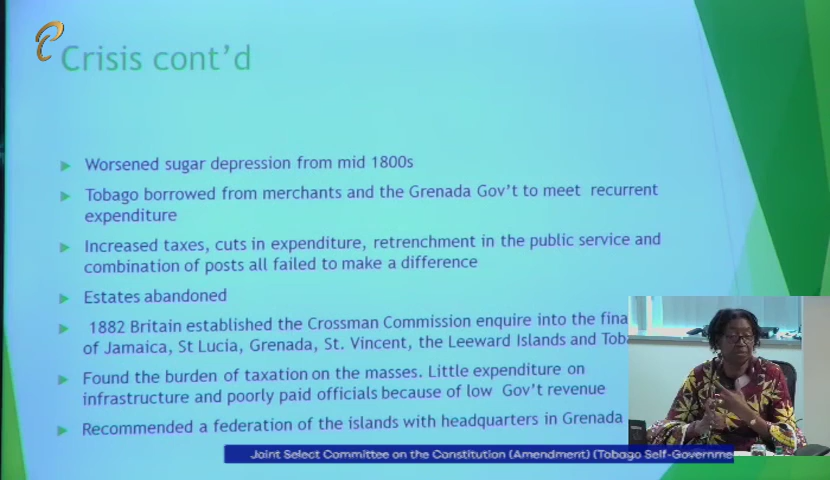 Crisis cont'd
Worsened sugar depression from mid 1800s
Tobago borrowed from merchants and the Grenada Gov't to meet recurrent
expenditure
Increased taxes, cuts in expenditure, retrenchment in the public service and
combination of posts all failed to make a difference
Estates abandoned
1882 Britain established the Crossman Commission enquire into the fina
of Jamaica, St Lucia, Grenada, St. Vincent, the Leeward Islands and Toba
Found the burden of taxation on the masses. Little expenditure on
infrastructure and poorly paid officials because of low Gov't revenue
Recommended a federation of the islands with headquarters in Grenada
Joint Select Committee on the Constitution (Amendment) (Tobago Self-Governme